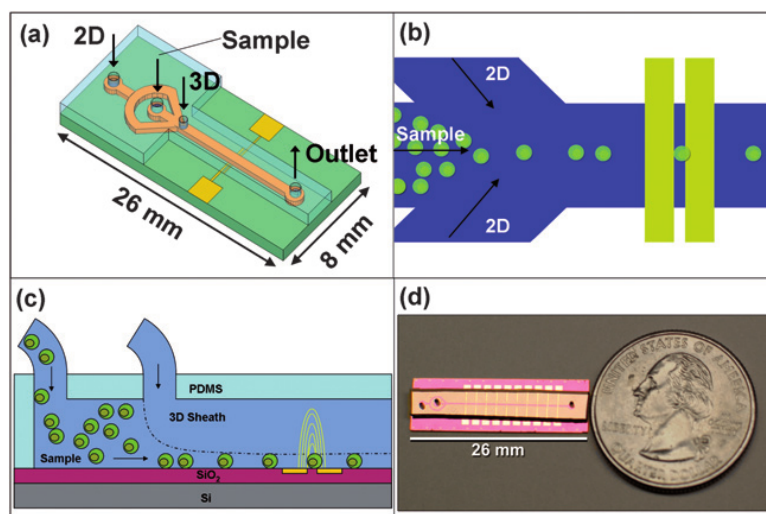 (a)
2D
Sample
3D
Outlet
26 mm
8 mm
(b)
2D
Sample
2D
(c)
PDMS
3D Sheath
Sample
SiO₂
Si
(d)
UNITED STATES OF AMERICA
LIBERTY
QUARTER DOLLAR
26 mm